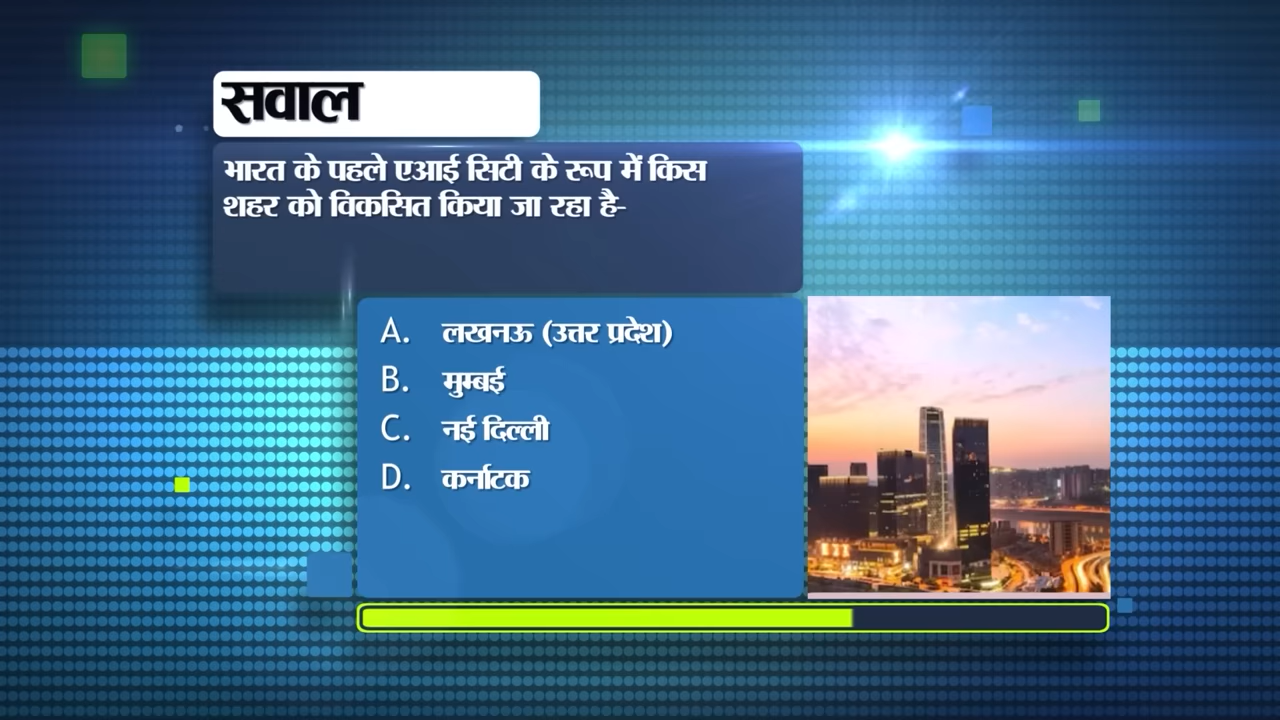 सवाल
भारत के पहले एआई सिटी के रूप में किस
शहर को विकसित किया जा रहा है-
A. लखनऊ (उत्तर प्रदेश)
B. मुम्बई
C. नई दिल्ली
D. कर्नाटक